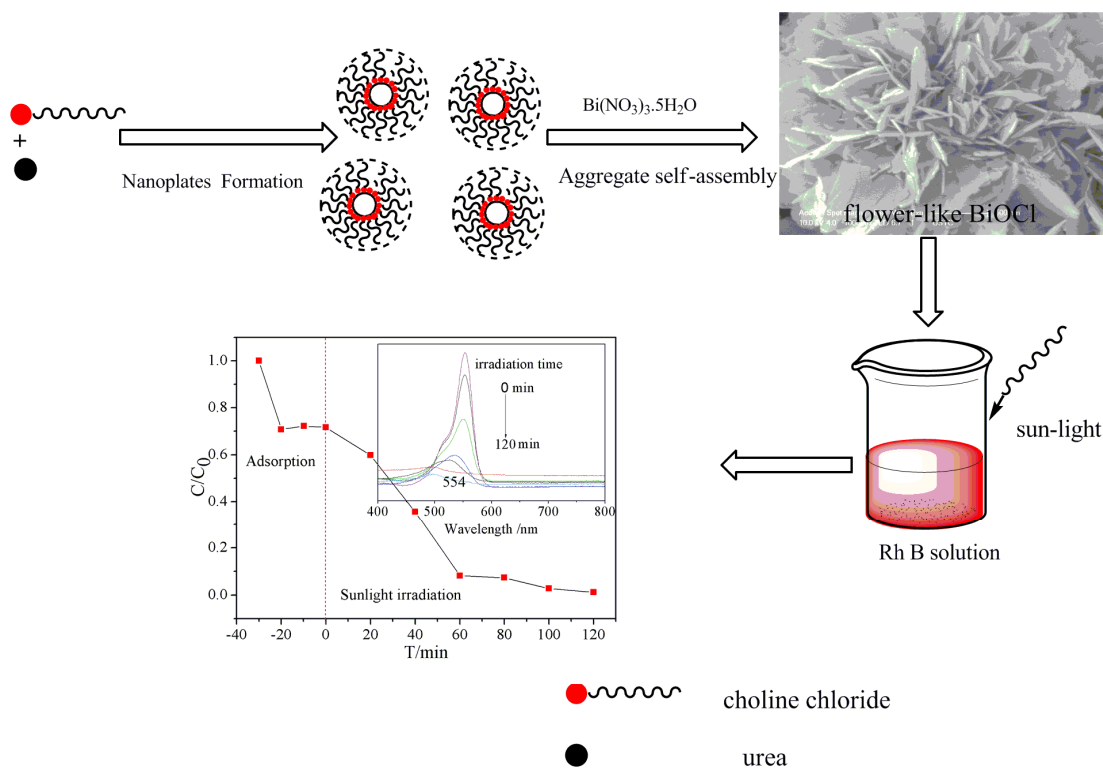 +
Nanoplates Formation
Bi(NO3)3.5H2O
Aggregate self-assembly
flower-like BiOCl
sun-light
Rh B solution
C/C0
1.0
0.8
0.6
0.4
0.2
0.0
Adsorption
Sunlight irradiation
-40 -20 0 20 40 60 80 100 120
T/min
irradiation time
0 min
120 min
554
400 500 600 700 800
Wavelength /nm
choline chloride
urea